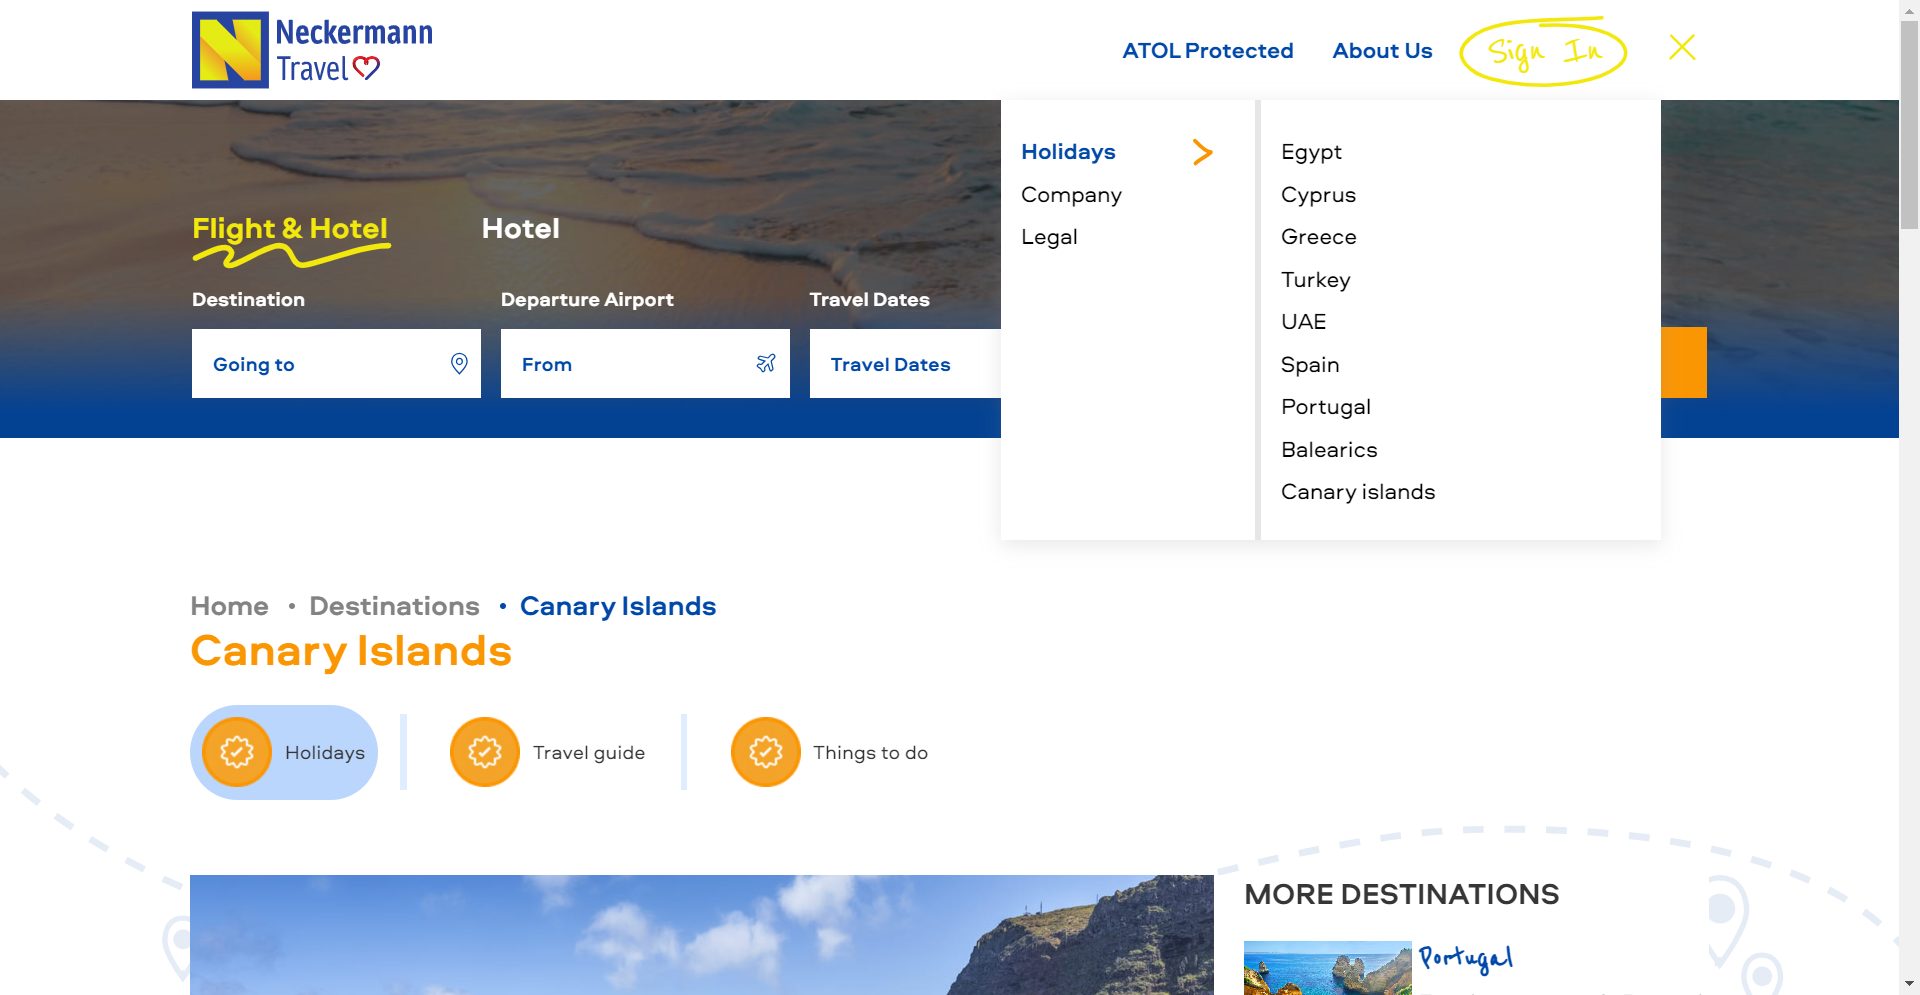 Neckermann
Travel
ATOL Protected
About Us
Sign In
Holidays
Company
Legal
Egypt
Cyprus
Greece
Turkey
UAE
Spain
Portugal
Balearics
Canary islands
Flight & Hotel
Hotel
Destination
Departure Airport
Travel Dates
Going to
From
Travel Dates
Home • Destinations • Canary Islands
Canary Islands
Holidays
Travel guide
Things to do
MORE DESTINATIONS
Portugal